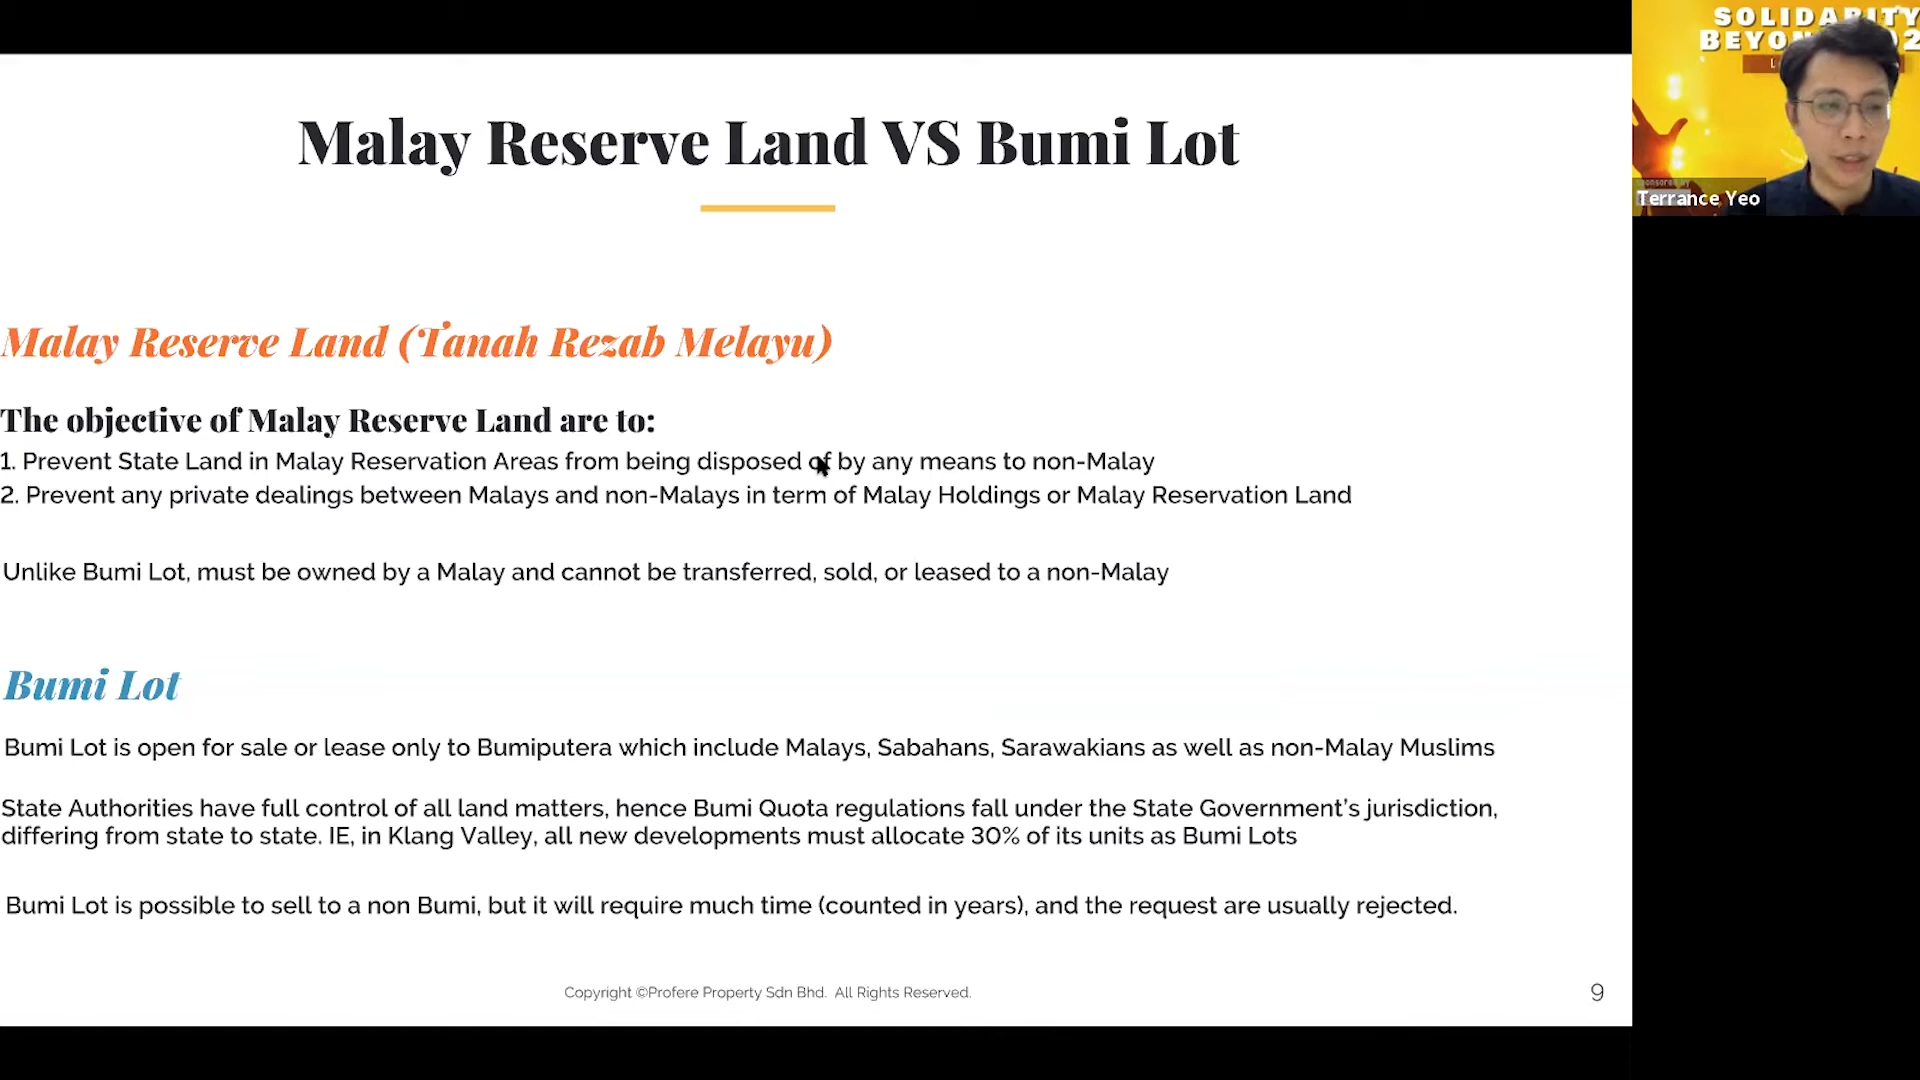 Malay Reserve Land VS Bumi Lot
Malay Reserve Land (Tanah Rezab Melayu)
The objective of Malay Reserve Land are to:
1. Prevent State Land in Malay Reservation Areas from being disposed of by any means to non-Malay
2. Prevent any private dealings between Malays and non-Malays in term of Malay Holdings or Malay Reservation Land
Unlike Bumi Lot, must be owned by a Malay and cannot be transferred, sold, or leased to a non-Malay
Bumi Lot
Bumi Lot is open for sale or lease only to Bumiputera which include Malays, Sabahans, Sarawakians as well as non-Malay Muslims
State Authorities have full control of all land matters, hence Bumi Quota regulations fall under the State Government's jurisdiction,
differing from state to state. IE, in Klang Valley, all new developments must allocate 30% of its units as Bumi Lots
Bumi Lot is possible to sell to a non Bumi, but it will require much time (counted in years), and the request are usually rejected.
Copyright ©Profere Property Sdn Bhd. All Rights Reserved.
9
SOLIDARITY
Terrance Yeo